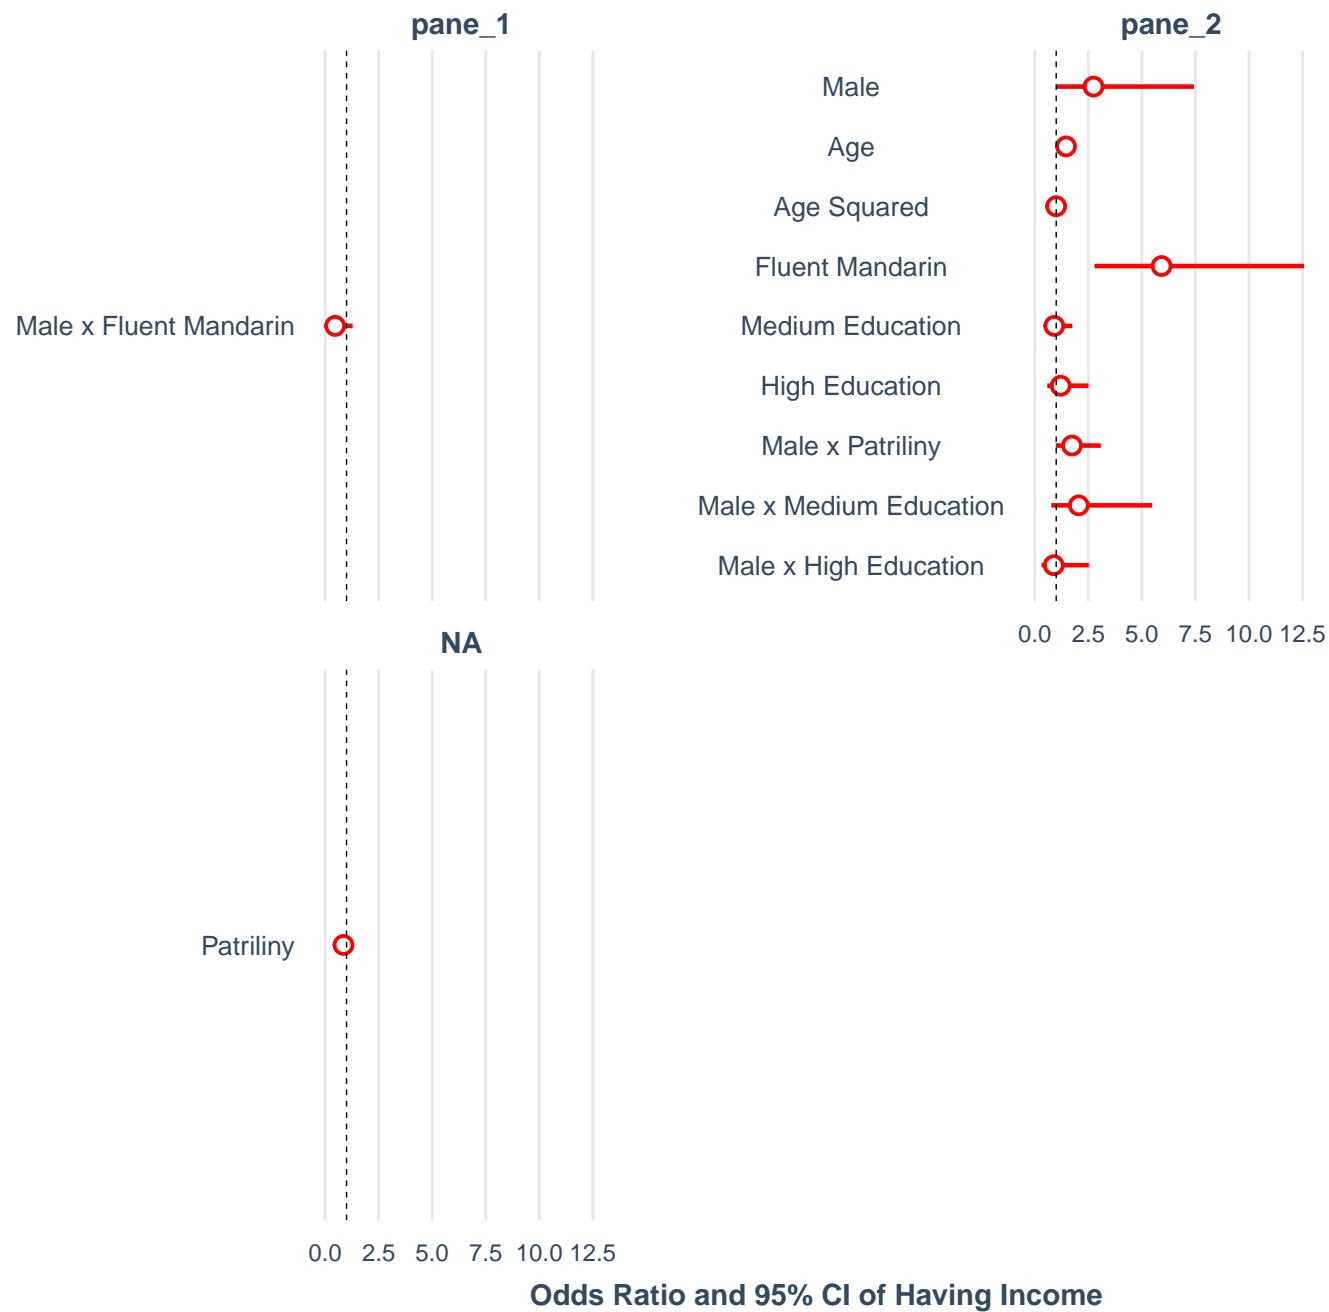 pane_1
Male x Fluent Mandarin
pane_2
Male
Age
Age Squared
Fluent Mandarin
Medium Education
High Education
Male x Patriliny
Male x Medium Education
Male x High Education
0.0 2.5 5.0 7.5 10.0 12.5
NA
Patriliny
0.0 2.5 5.0 7.5 10.0 12.5
Odds Ratio and 95% CI of Having Income